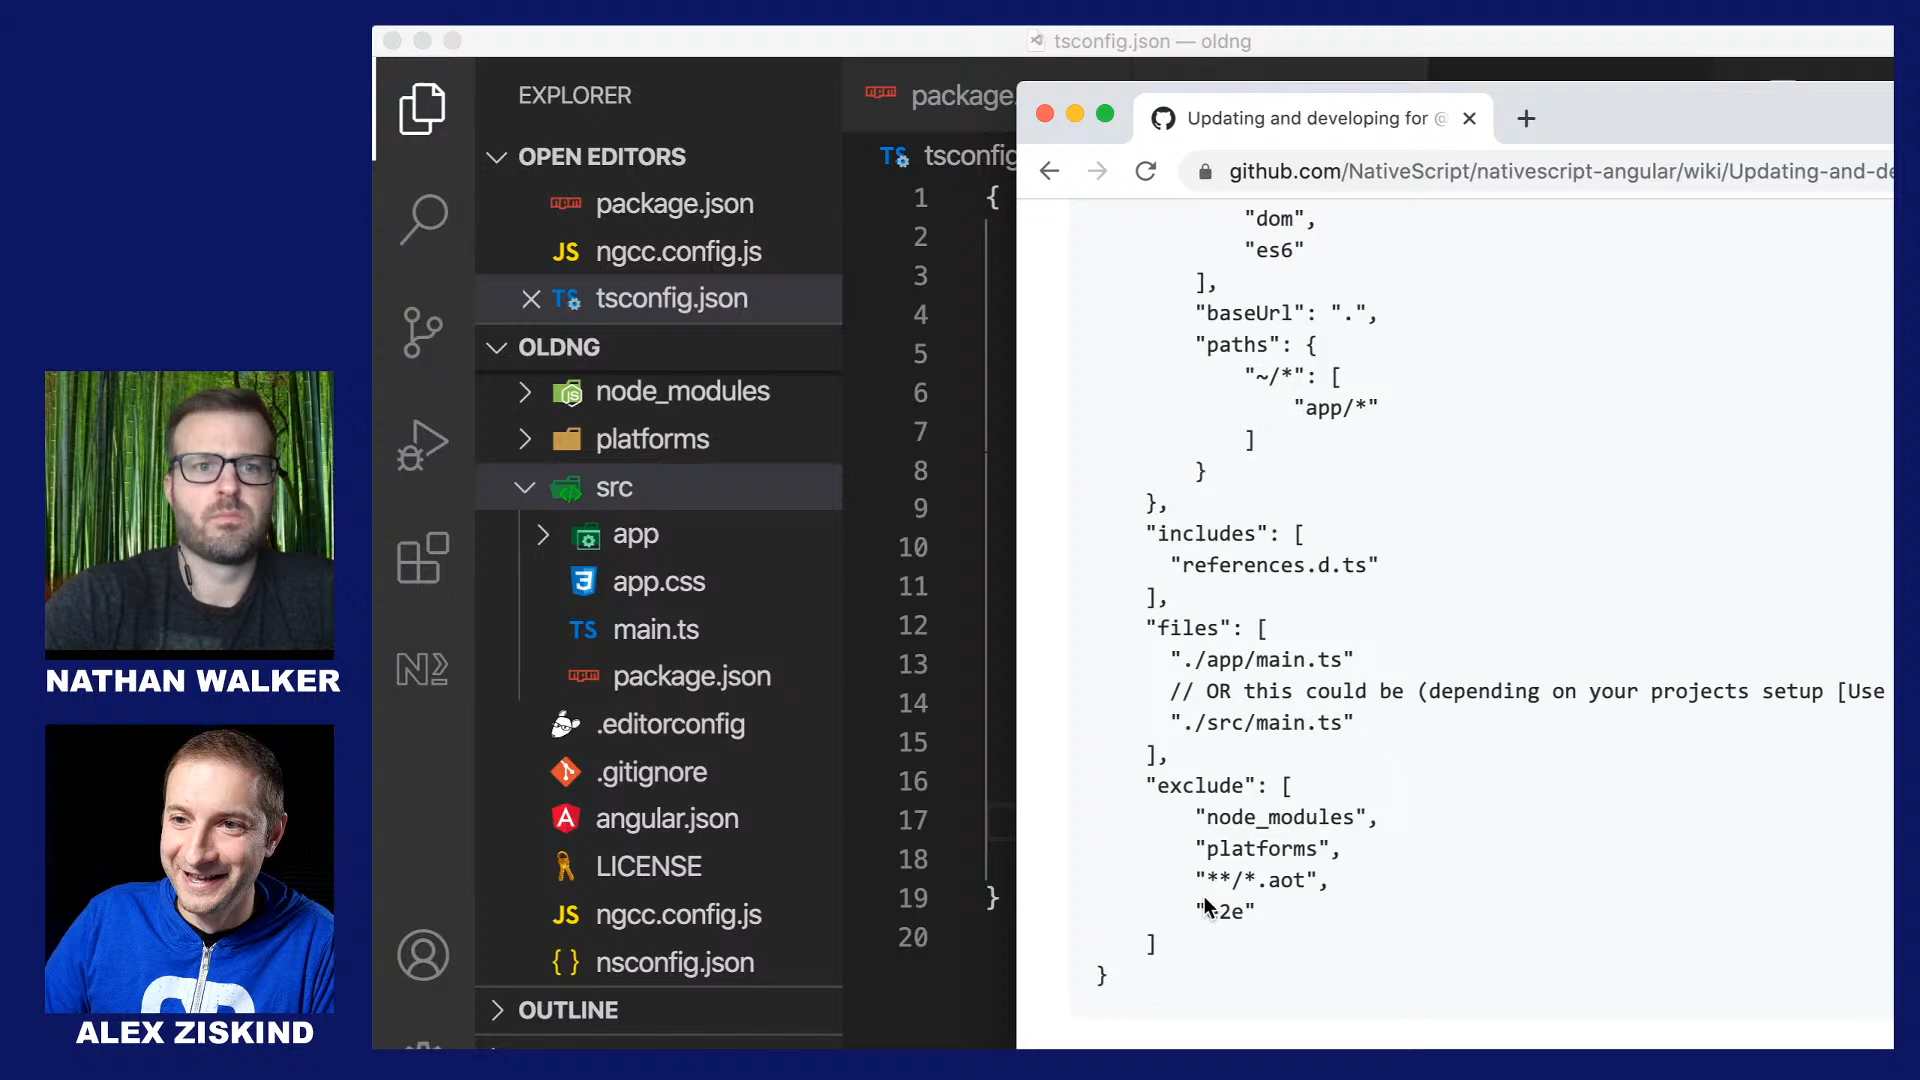 tsconfig.json — oldng
EXPLORER
OPEN EDITORS
package.json
JS ngcc.config.js
TS tsconfig.json
OLDNG
node_modules
platforms
src
app
app.css
TS main.ts
package.json
.editorconfig
.gitignore
angular.json
LICENSE
JS ngcc.config.js
{ } nsconfig.json
OUTLINE
package.
TS tsconfig
1 {
2
3
4
5
6
7
8
9
10
11
12
13
14
15
16
17
18
19 }
20
Updating and developing for @
github.com/NativeScript/nativescript-angular/wiki/Updating-and-de
"dom",
"es6"
],
"baseUrl": ".",
"paths": {
"~/*": [
"app/*"
]
}
},
"includes": [
"references.d.ts"
],
"files": [
"./app/main.ts"
// OR this could be (depending on your projects setup [Use
"./src/main.ts"
],
"exclude": [
"node_modules",
"platforms",
"**/*.aot",
"e2e"
]
}
NATHAN WALKER
ALEX ZISKIND